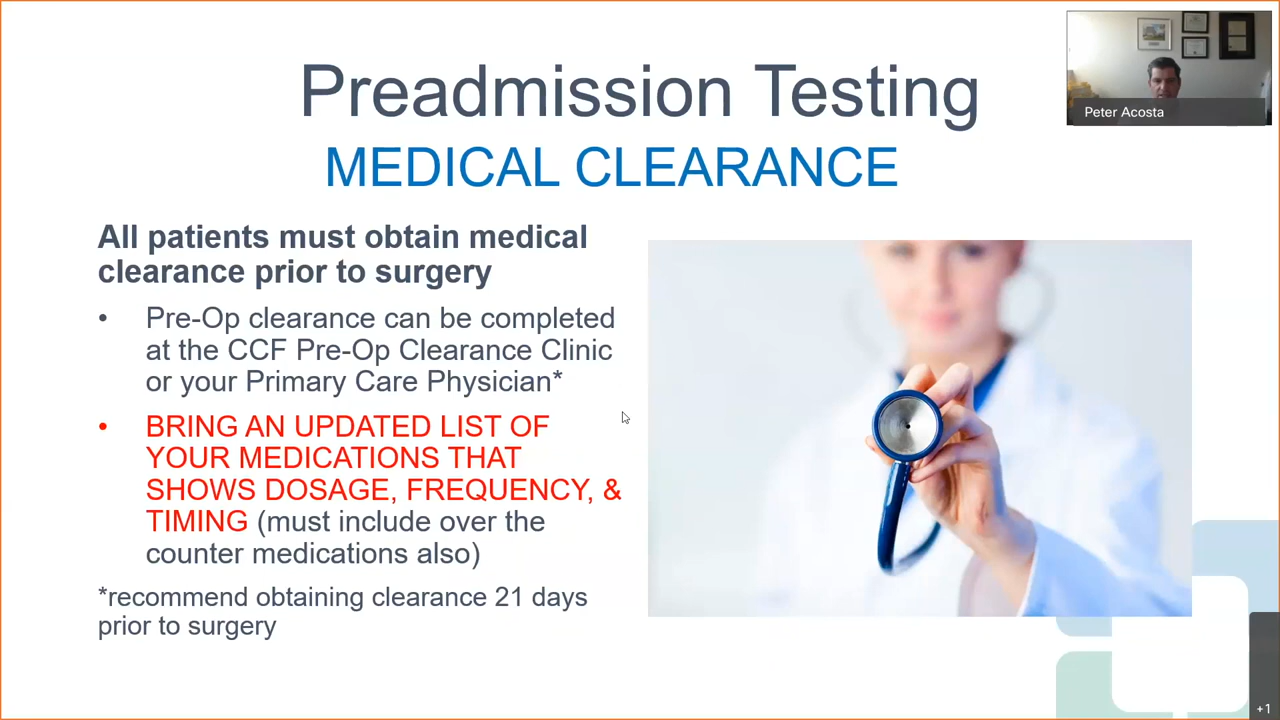 Preadmission Testing
MEDICAL CLEARANCE
All patients must obtain medical
clearance prior to surgery
• Pre-Op clearance can be completed
at the CCF Pre-Op Clearance Clinic
or your Primary Care Physician*
• BRING AN UPDATED LIST OF
YOUR MEDICATIONS THAT
SHOWS DOSAGE, FREQUENCY, &
TIMING (must include over the
counter medications also)
*recommend obtaining clearance 21 days
prior to surgery
Peter Acosta
+1